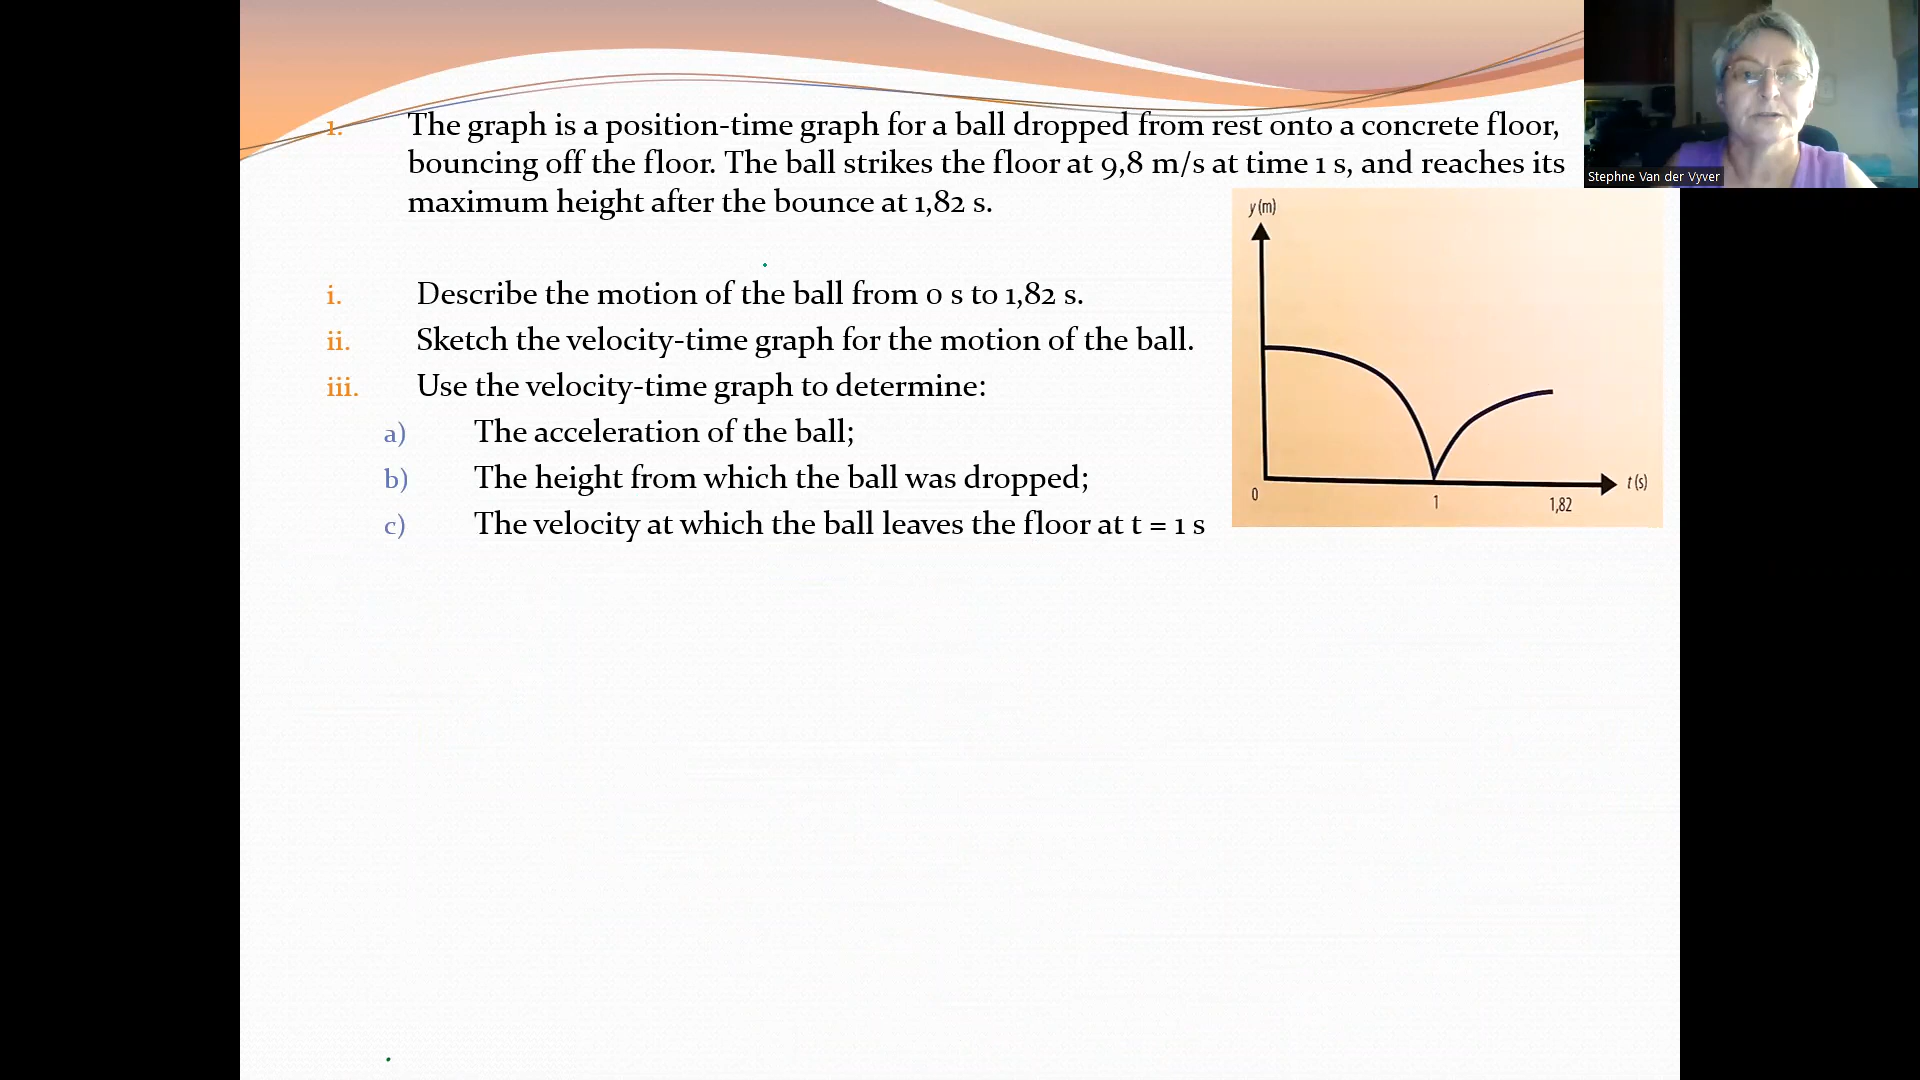 1. The graph is a position-time graph for a ball dropped from rest onto a concrete floor,
bouncing off the floor. The ball strikes the floor at 9,8 m/s at time 1 s, and reaches its
maximum height after the bounce at 1,82 s.
Stephne Van der Vyver
i. Describe the motion of the ball from 0 s to 1,82 s.
ii. Sketch the velocity-time graph for the motion of the ball.
iii. Use the velocity-time graph to determine:
a) The acceleration of the ball;
b) The height from which the ball was dropped;
c) The velocity at which the ball leaves the floor at t = 1 s
y (m)
t (s)
0
1
1,82